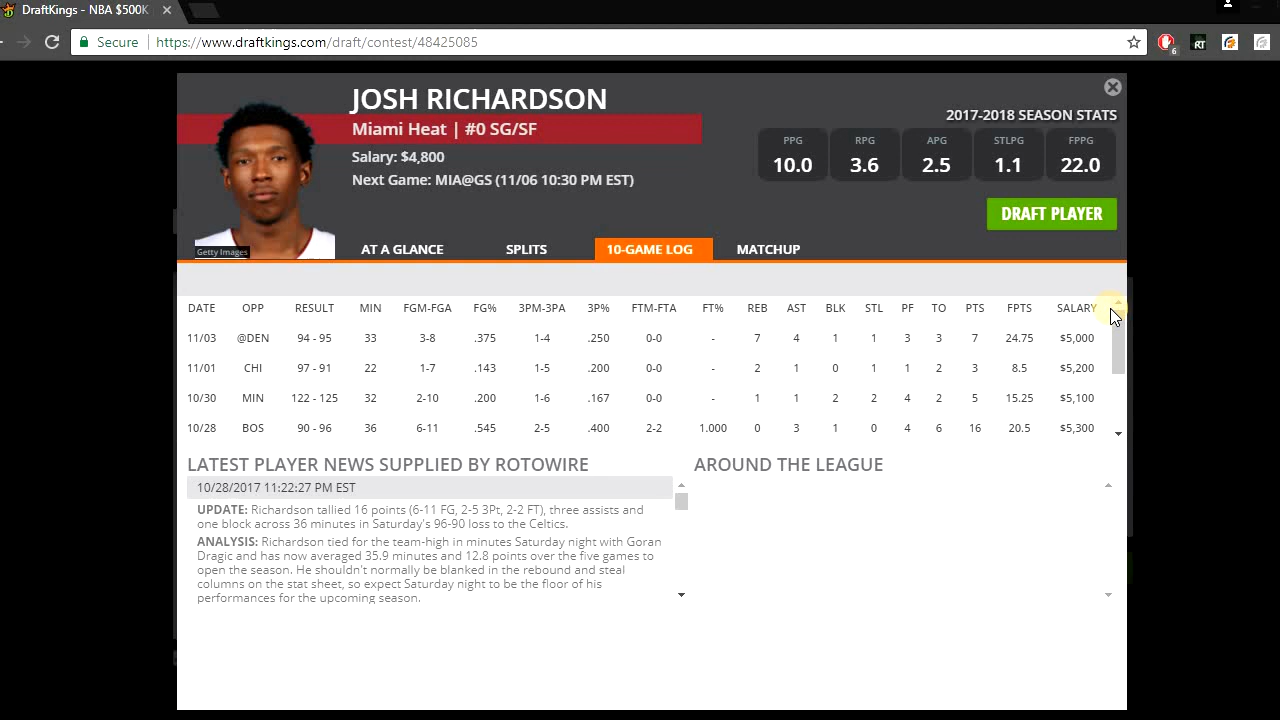 DraftKings - NBA $500K
Secure https://www.draftkings.com/draft/contest/48425085
6
RT
JOSH RICHARDSON
Miami Heat | #0 SG/SF
Salary: $4,800
Next Game: MIA@GS (11/06 10:30 PM EST)
2017-2018 SEASON STATS
PPG RPG APG STLPG FPPG
10.0 3.6 2.5 1.1 22.0
DRAFT PLAYER
Getty Images
AT A GLANCE SPLITS 10-GAME LOG MATCHUP
DATE OPP RESULT MIN FGM-FGA FG% 3PM-3PA 3P% FTM-FTA FT% REB AST BLK STL PF TO PTS FPTS SALARY
11/03 @DEN 94 - 95 33 3-8 .375 1-4 .250 0-0 - 7 4 1 1 3 3 7 24.75 $5,000
11/01 CHI 97 - 91 22 1-7 .143 1-5 .200 0-0 - 2 1 0 1 1 2 3 8.5 $5,200
10/30 MIN 122 - 125 32 2-10 .200 1-6 .167 0-0 - 1 1 2 2 4 2 5 15.25 $5,100
10/28 BOS 90 - 96 36 6-11 .545 2-5 .400 2-2 1.000 0 3 1 0 4 6 16 20.5 $5,300
LATEST PLAYER NEWS SUPPLIED BY ROTOWIRE
10/28/2017 11:22:27 PM EST
UPDATE: Richardson tallied 16 points (6-11 FG, 2-5 3Pt, 2-2 FT), three assists and
one block across 36 minutes in Saturday's 96-90 loss to the Celtics.
ANALYSIS: Richardson tied for the team-high in minutes Saturday night with Goran
Dragic and has now averaged 35.9 minutes and 12.8 points over the five games to
open the season. He shouldn't normally be blanked in the rebound and steal
columns on the stat sheet, so expect Saturday night to be the floor of his
performances for the upcoming season.
AROUND THE LEAGUE